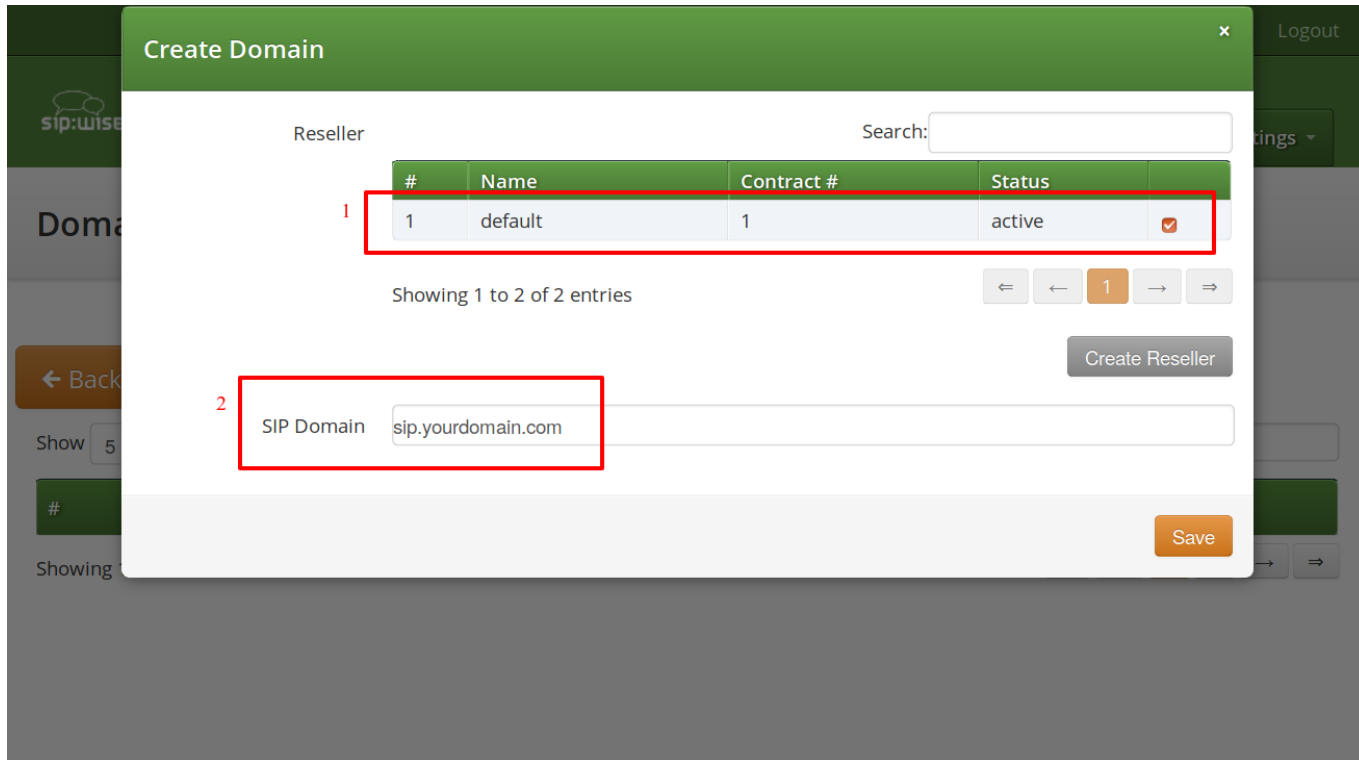 Create Domain
×
Logout
sip:wise
Reseller
Search:
tings
# Name Contract # Status
1
1 default 1 active
Doma
Showing 1 to 2 of 2 entries
⇐ ← 1 → ⇒
Create Reseller
← Back
2
SIP Domain sip.yourdomain.com
Show 5
#
Save
Showing
→ ⇒